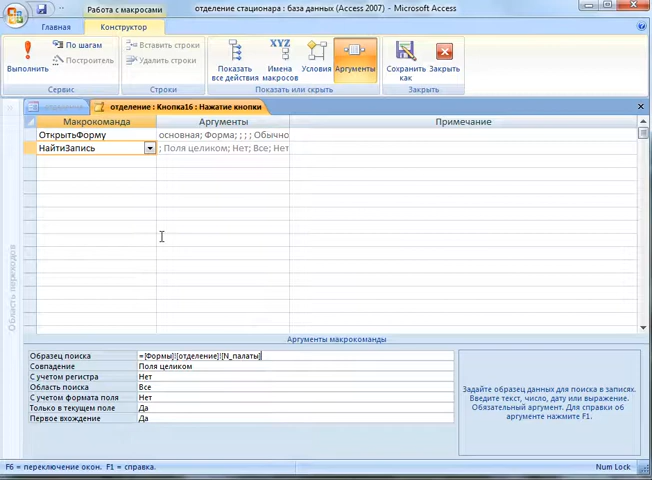 Работа с макросами
отделение стационара : база данных (Access 2007) - Microsoft Access
Главная
Конструктор
Выполнить
По шагам
Построитель
Сервис
Вставить строки
Удалить строки
Строки
Показать все действия
Имена макросов
Условия
Аргументы
Показать или скрыть
Сохранить как
Закрыть
Закрыть
отделение : Кнопка16 : Нажатие кнопки
Макрокоманда
Аргументы
Примечание
ОткрытьФорму
основная; Форма; ; ; ; Обычно
НайтиЗапись
; Поля целиком; Нет; Все; Нет
Область переходов
Аргументы макрокоманды
Образец поиска
=[Формы]![отделение]![N_палаты]
Совпадение
Поля целиком
С учетом регистра
Нет
Область поиска
Все
С учетом формата поля
Нет
Только в текущем поле
Да
Первое вхождение
Да
Задайте образец данных для поиска в записях.
Введите текст, число, дату или выражение.
Обязательный аргумент. Для справки об
аргументе нажмите F1.
F6 = переключение окон. F1 = справка.
Num Lock